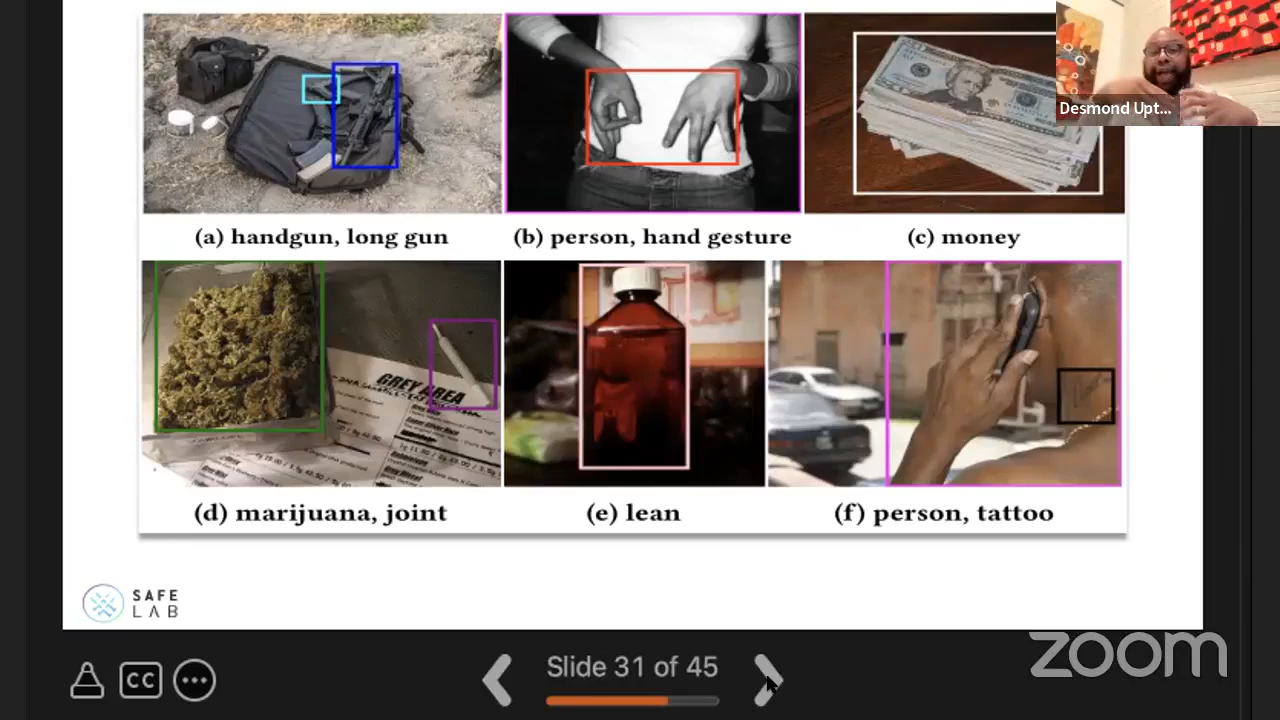 Desmond Upt...
(a) handgun, long gun
(b) person, hand gesture
(c) money
GREY AREA
(d) marijuana, joint
(e) lean
(f) person, tattoo
SAFE
LAB
CC
Slide 31 of 45
zoom